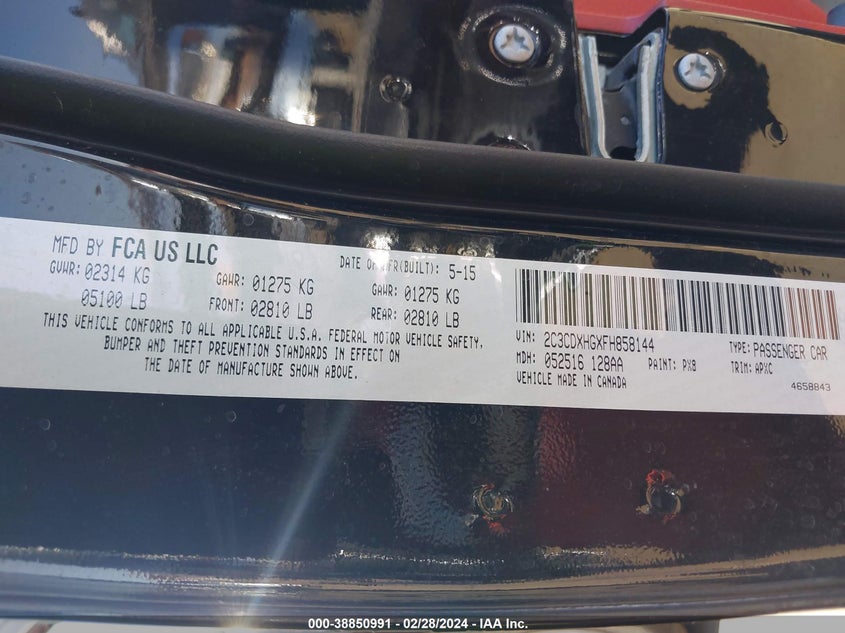 MFD BY FCA US LLC
GVWR: 02314 KG
05100 LB
GAWR: 01275 KG
FRONT: 02810 LB
DATE OF MFR(BUILT): 5-15
GAWR: 01275 KG
REAR: 02810 LB
THIS VEHICLE CONFORMS TO ALL APPLICABLE U.S.A. FEDERAL MOTOR VEHICLE SAFETY,
BUMPER AND THEFT PREVENTION STANDARDS IN EFFECT ON
THE DATE OF MANUFACTURE SHOWN ABOVE.
VIN: 2C3CDXHGXFH858144
TYPE: PASSENGER CAR
MDH: 052516 128AA
PAINT: PX8
TRIM: APXC
VEHICLE MADE IN CANADA
4658843
000-38850991 - 02/28/2024 - IAA Inc.